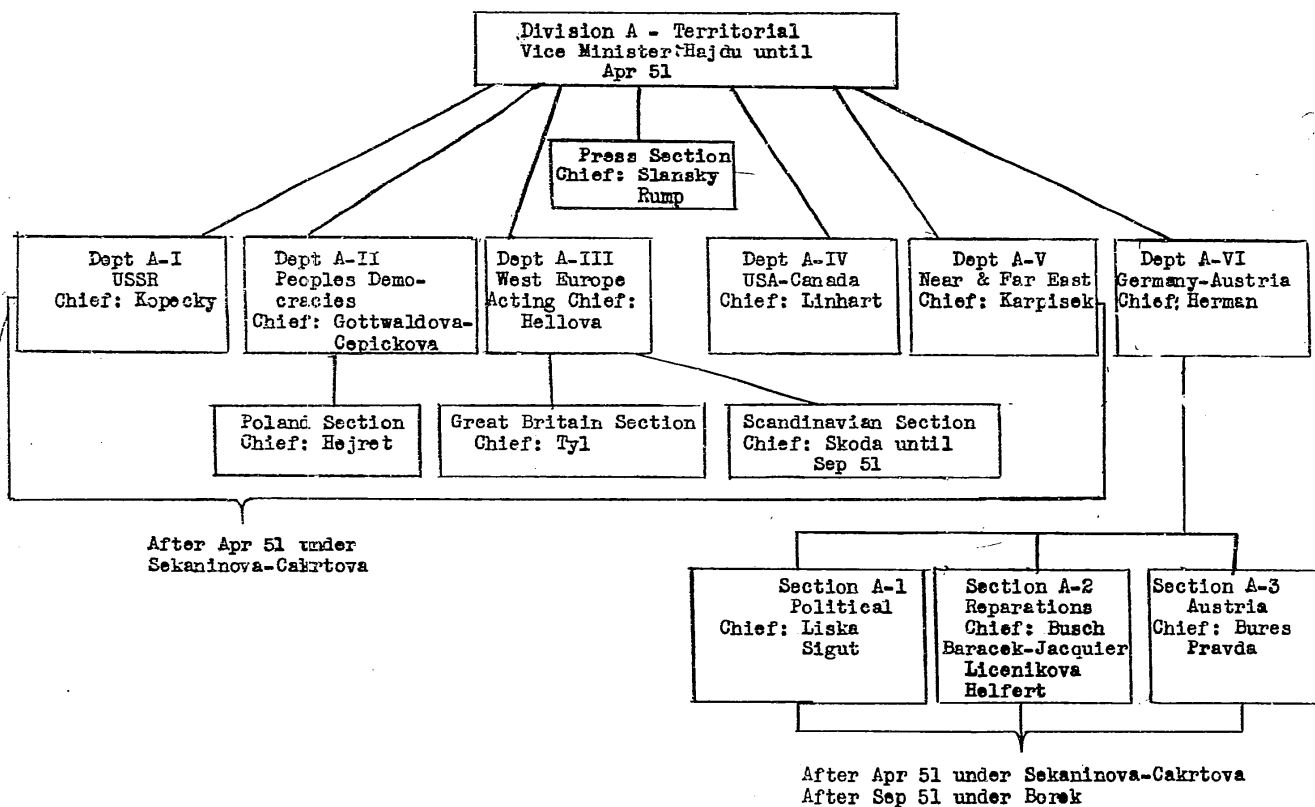 Division A - Territorial
Vice Minister Hajdu until
Apr 51
Press Section
Chief: Slansky
Rump
Dept A-I
USSR
Chief: Kopecky
Dept A-II
Peoples Demo-
cracies
Chief: Gottwaldova-
Cepickova
Dept A-III
West Europe
Acting Chief:
Hellova
Dept A-IV
USA-Canada
Chief: Linhart
Dept A-V
Near & Far East
Chief: Karpisek
Dept A-VI
Germany-Austria
Chief: Herman
Poland Section
Chief: Hejret
Great Britain Section
Chief: Tyl
Scandinavian Section
Chief: Skoda until
Sep 51
After Apr 51 under
Sekaninova-Cakrtova
Section A-1
Political
Chief: Liska
Sigut
Section A-2
Reparations
Chief: Busch
Baracek-Jacquier
Licenikova
Helfert
Section A-3
Austria
Chief: Bures
Pravda
After Apr 51 under Sekaninova-Cakrtova
After Sep 51 under Borek